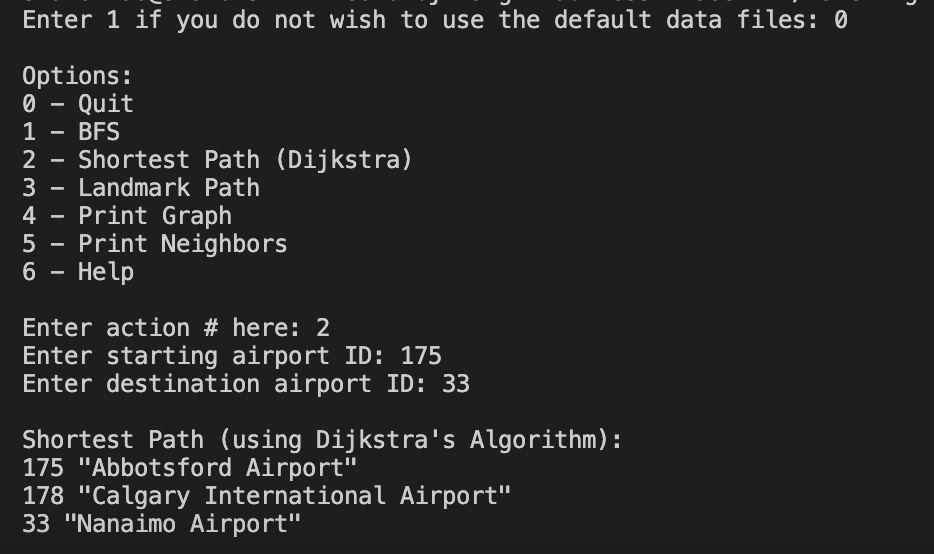 Enter 1 if you do not wish to use the default data files: 0
Options:
0 – Quit
1 – BFS
2 – Shortest Path (Dijkstra)
3 – Landmark Path
4 – Print Graph
5 – Print Neighbors
6 – Help
Enter action # here: 2
Enter starting airport ID: 175
Enter destination airport ID: 33
Shortest Path (using Dijkstra's Algorithm):
175 "Abbotsford Airport"
178 "Calgary International Airport"
33 "Nanaimo Airport"